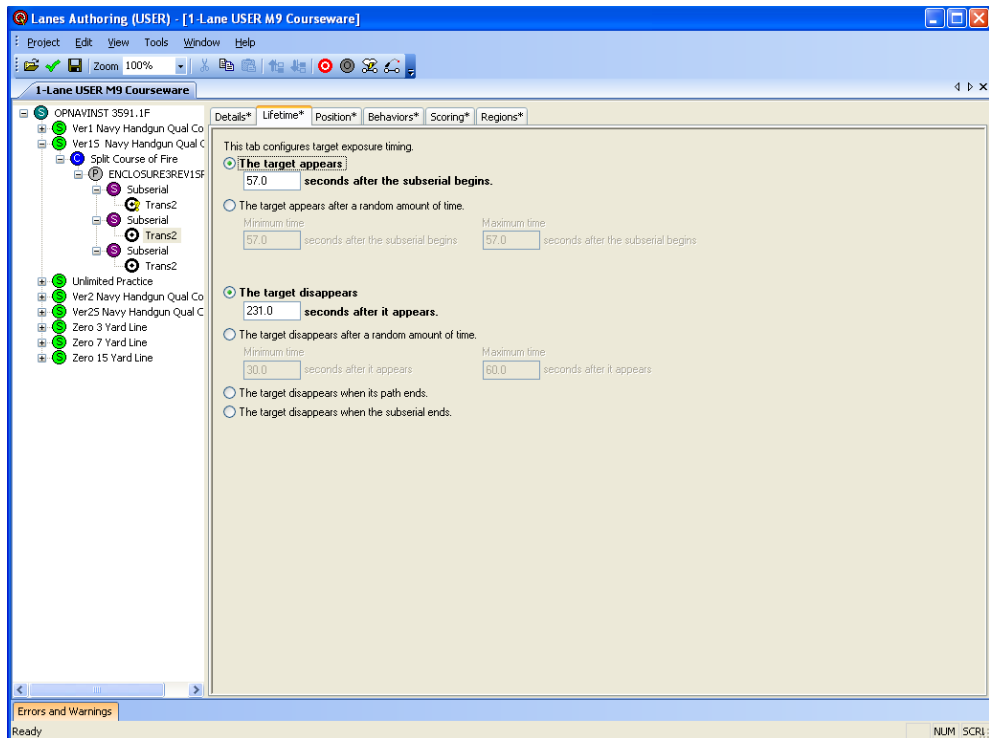 Lanes Authoring (USER) - [1-Lane USER M9 Courseware]
Project Edit View Tools Window Help
Zoom 100%
1-Lane USER M9 Courseware
OPNAVINST 3591.1F
Ver1 Navy Handgun Qual Co
Ver1S Navy Handgun Qual C
Split Course of Fire
ENCLOSURE3REV1SF
Subserial
Trans2
Subserial
Trans2
Subserial
Trans2
Unlimited Practice
Ver2 Navy Handgun Qual Co
Ver2S Navy Handgun Qual C
Zero 3 Yard Line
Zero 7 Yard Line
Zero 15 Yard Line
Details* Lifetime* Position* Behaviors* Scoring* Regions*
This tab configures target exposure timing.
The target appears
57.0 seconds after the subserial begins.
The target appears after a random amount of time.
Minimum time Maximum time
57.0 seconds after the subserial begins 57.0 seconds after the subserial begins
The target disappears
231.0 seconds after it appears.
The target disappears after a random amount of time.
Minimum time Maximum time
30.0 seconds after it appears 60.0 seconds after it appears
The target disappears when its path ends.
The target disappears when the subserial ends.
Errors and Warnings
Ready NUM SCRL